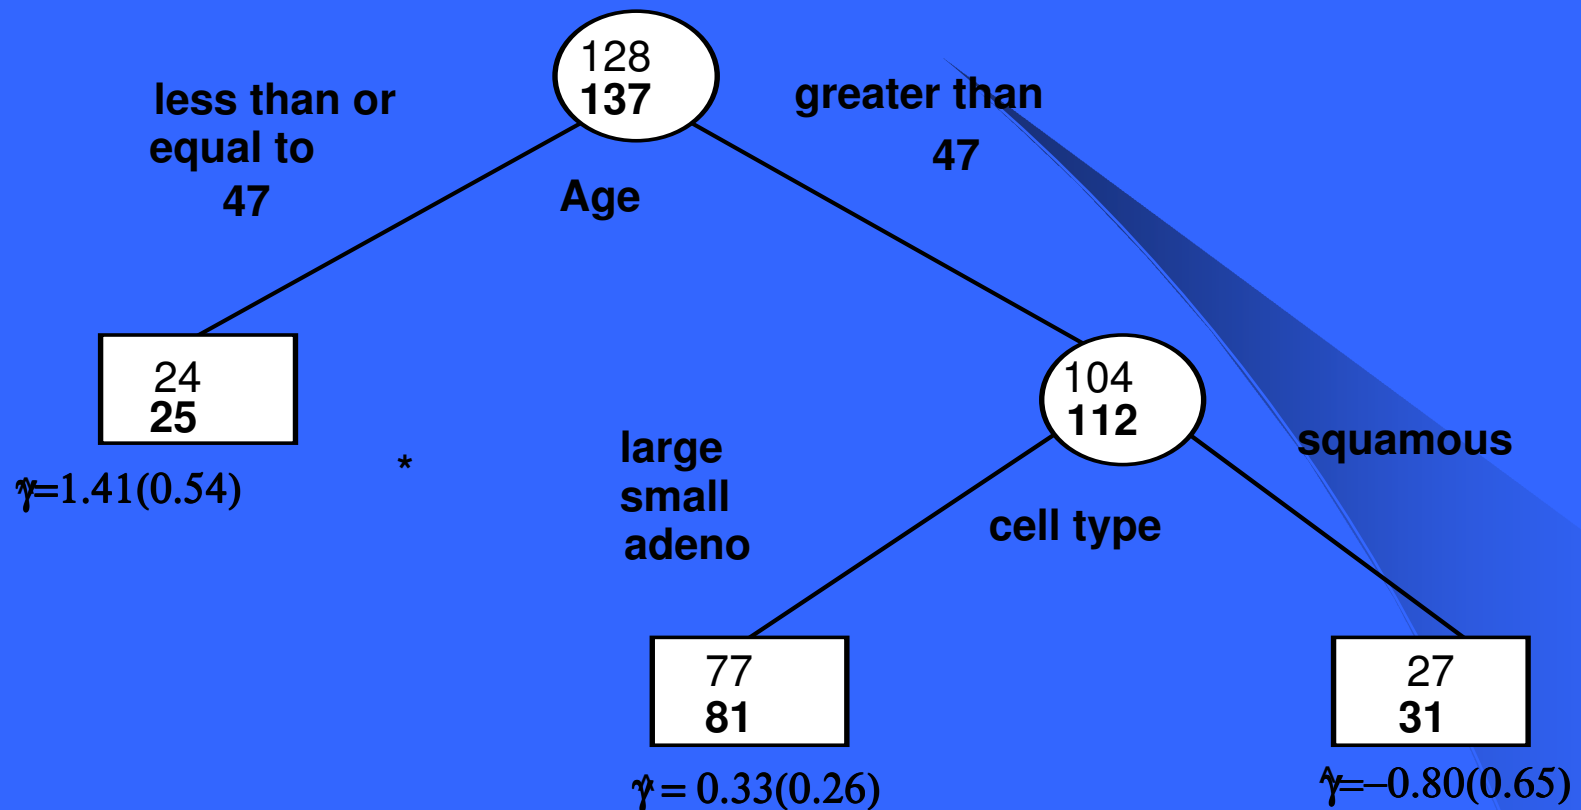 128
137
less than or
equal to
47
greater than
47
Age
24
25
γ̂=1.41(0.54)
*
104
112
large
small
adeno
squamous
cell type
77
81
γ̂= 0.33(0.26)
27
31
γ̂=–0.80(0.65)